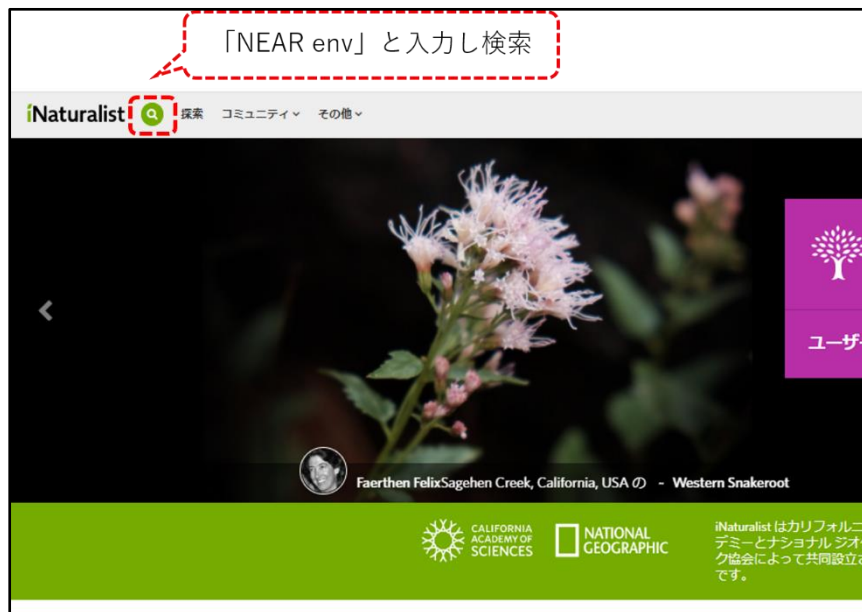 「NEAR env」と入力し検索
iNaturalist 探索 コミュニティ その他
ユーザー
Faerthen FelixSagehen Creek, California, USA の - Western Snakeroot
CALIFORNIA
ACADEMY OF
SCIENCES
NATIONAL
GEOGRAPHIC
iNaturalist はカリフォルニ
デミーとナショナル ジオ
ク協会によって共同設立さ
です。